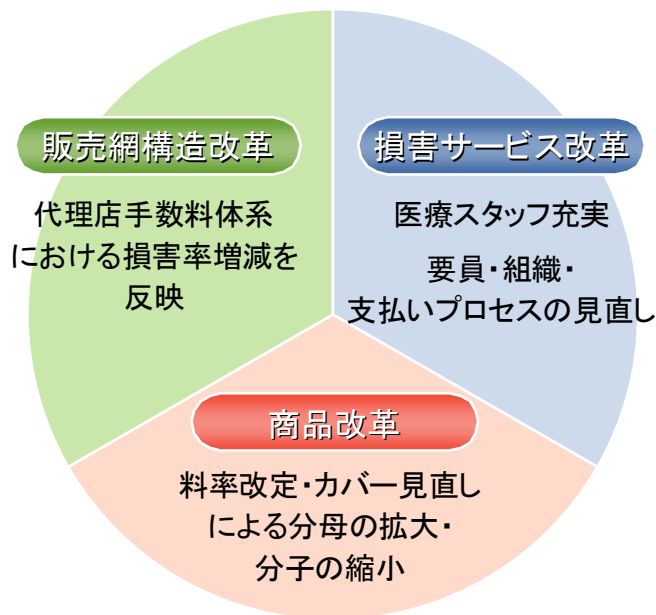 販売網構造改革
代理店手数料体系
における損害率増減を
反映
損害サービス改革
医療スタッフ充実
要員・組織・
支払いプロセスの見直し
商品改革
料率改定・カバー見直し
による分母の拡大・
分子の縮小